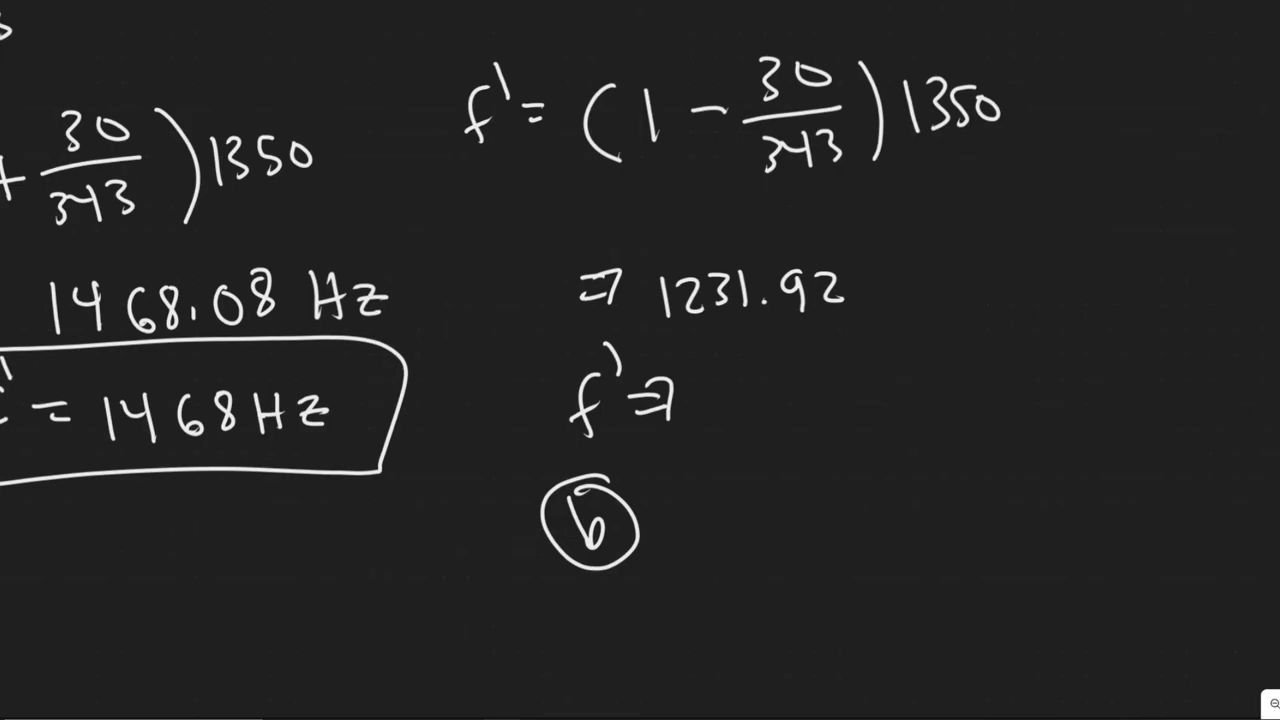 + 30/343 ) 1350
1468.08 Hz
= 1468 Hz
f' = ( 1 - 30/343 ) 1350
⇒ 1231.92
f' ⇒
b